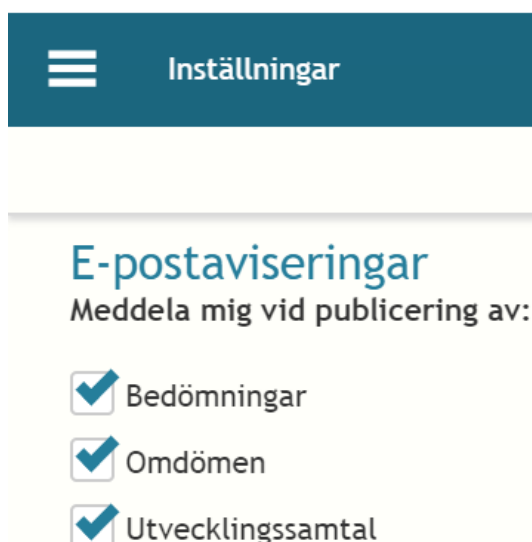 Inställningar
E-postaviseringar
Meddela mig vid publicering av:
Bedömningar
Omdömen
Utvecklingssamtal